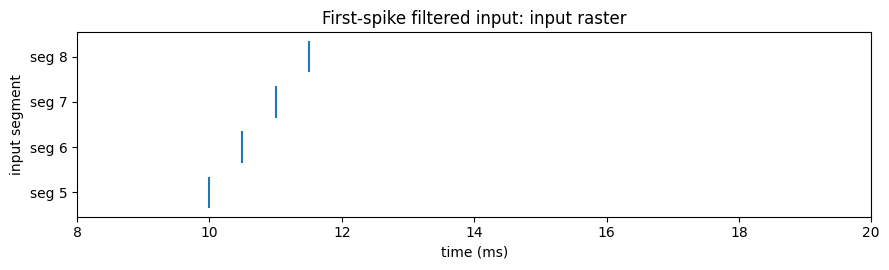 First-spike filtered input: input raster
input segment
seg 8
seg 7
seg 6
seg 5
8 10 12 14 16 18 20
time (ms)